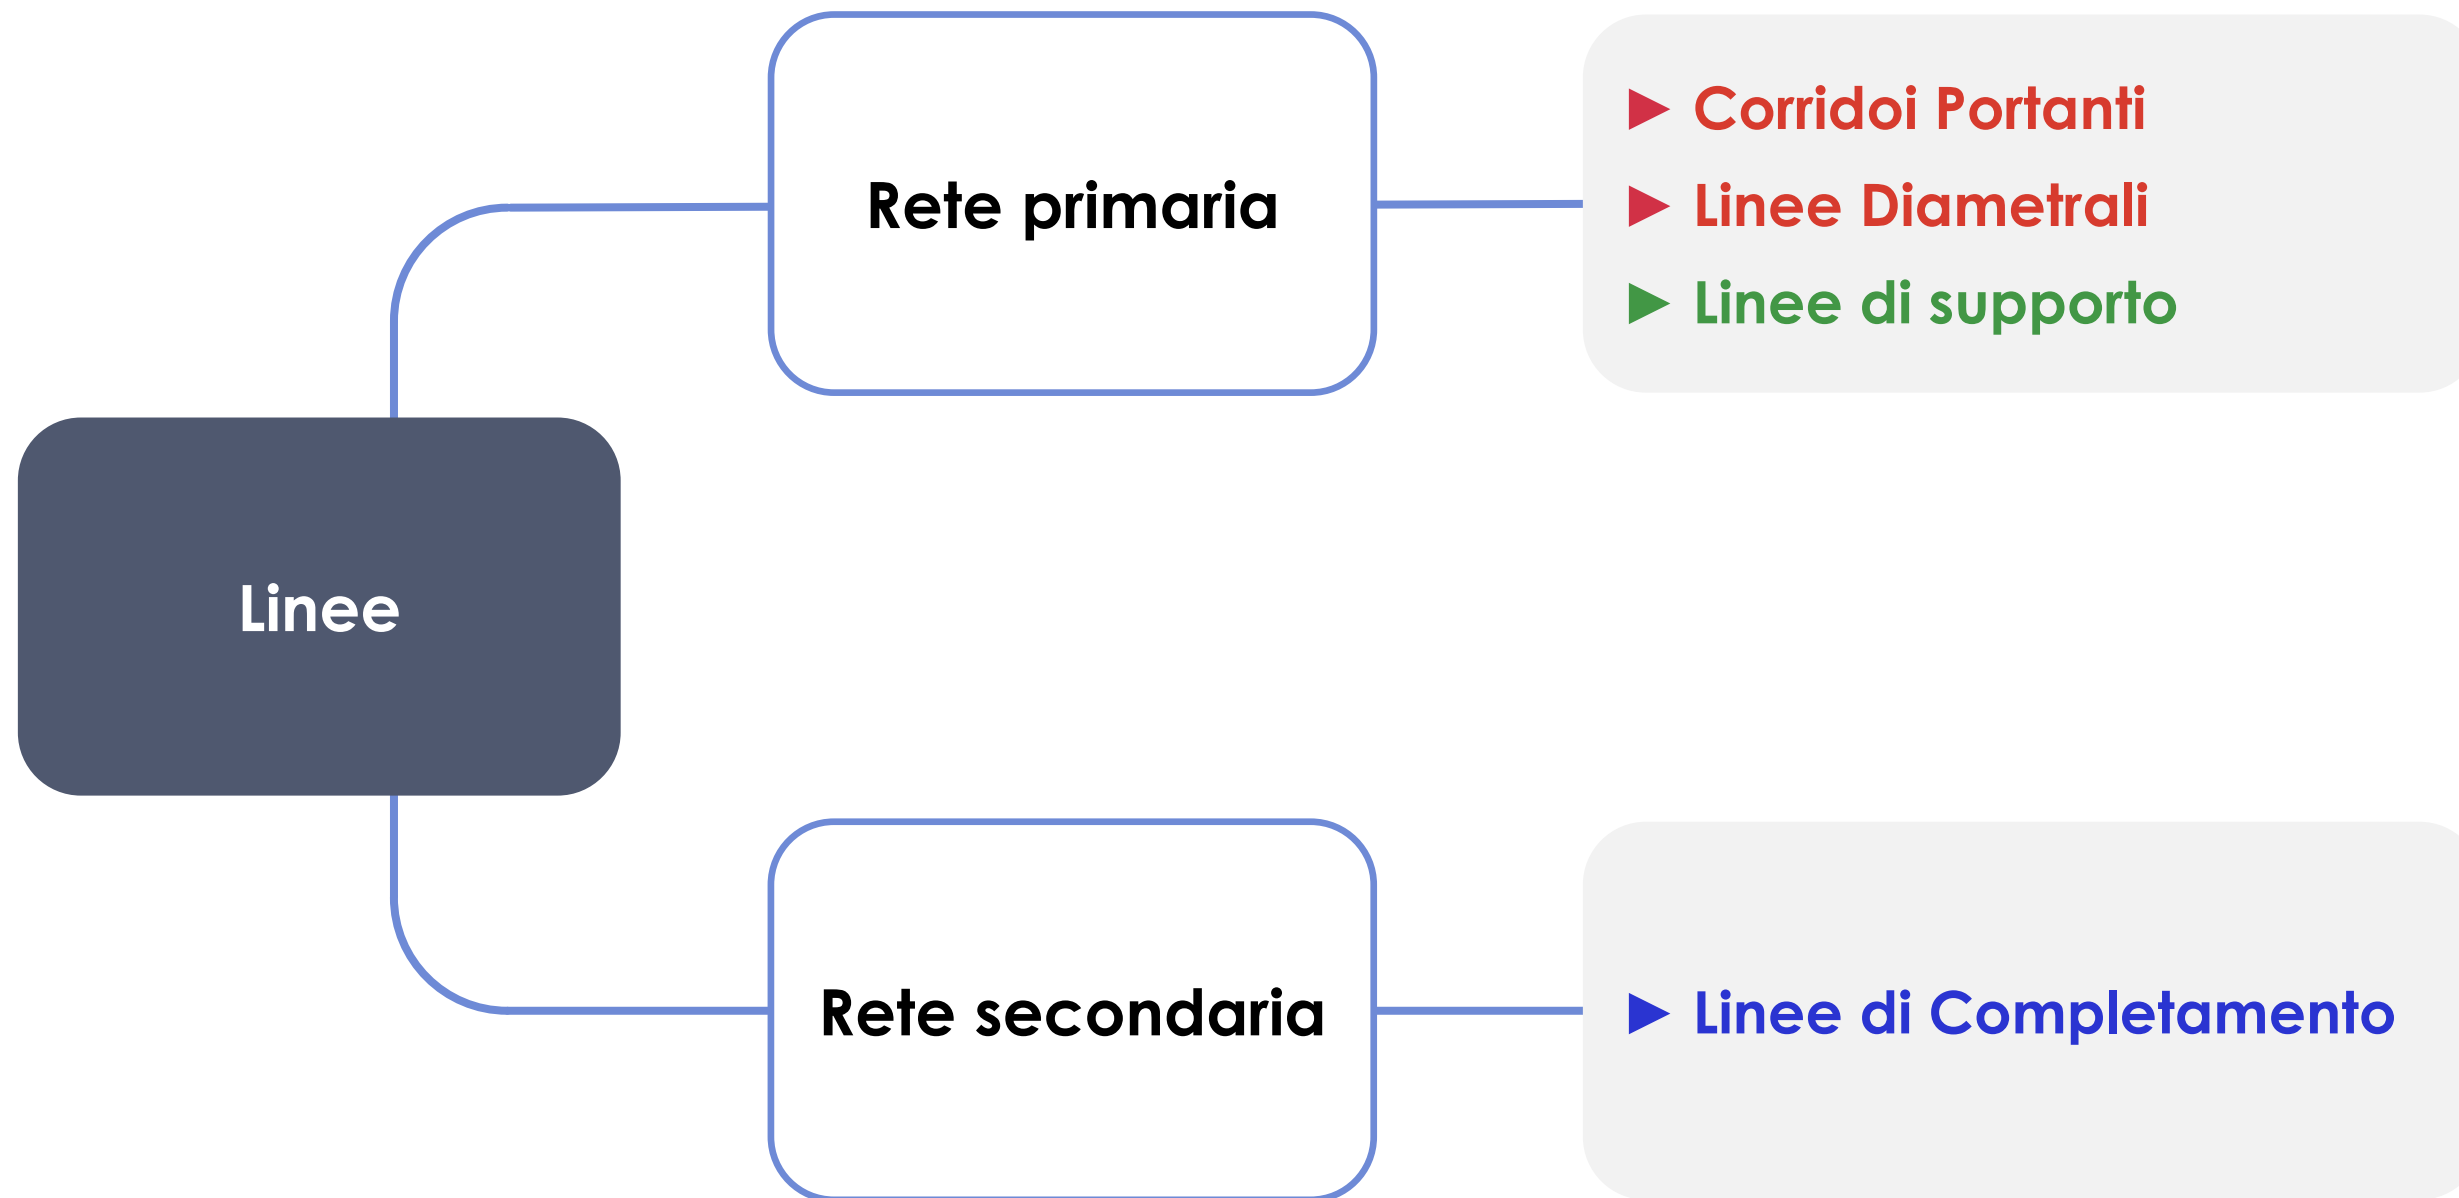 Linee
Rete primaria
► Corridoi Portanti
► Linee Diametrali
► Linee di supporto
Rete secondaria
► Linee di Completamento